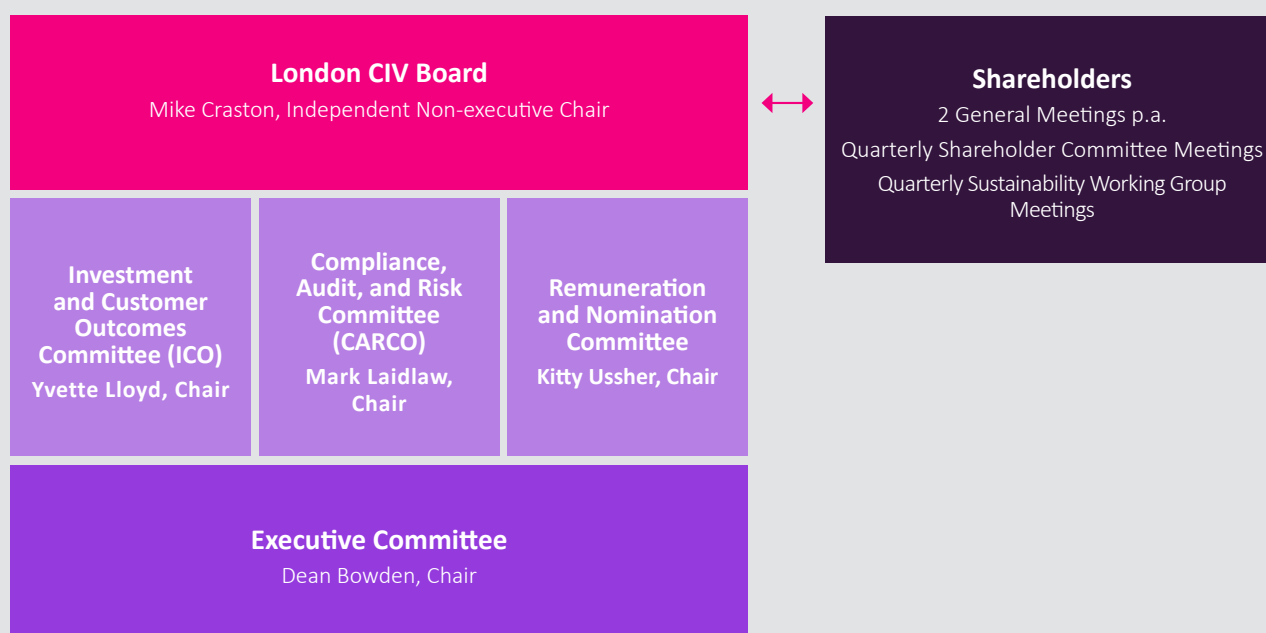 London CIV Board
Mike Craston, Independent Non-executive Chair
Shareholders
2 General Meetings p.a.
Quarterly Shareholder Committee Meetings
Quarterly Sustainability Working Group
Meetings
Investment
and Customer
Outcomes
Committee (ICO)
Yvette Lloyd, Chair
Compliance,
Audit, and Risk
Committee
(CARCO)
Mark Laidlaw,
Chair
Remuneration
and Nomination
Committee
Kitty Ussher, Chair
Executive Committee
Dean Bowden, Chair